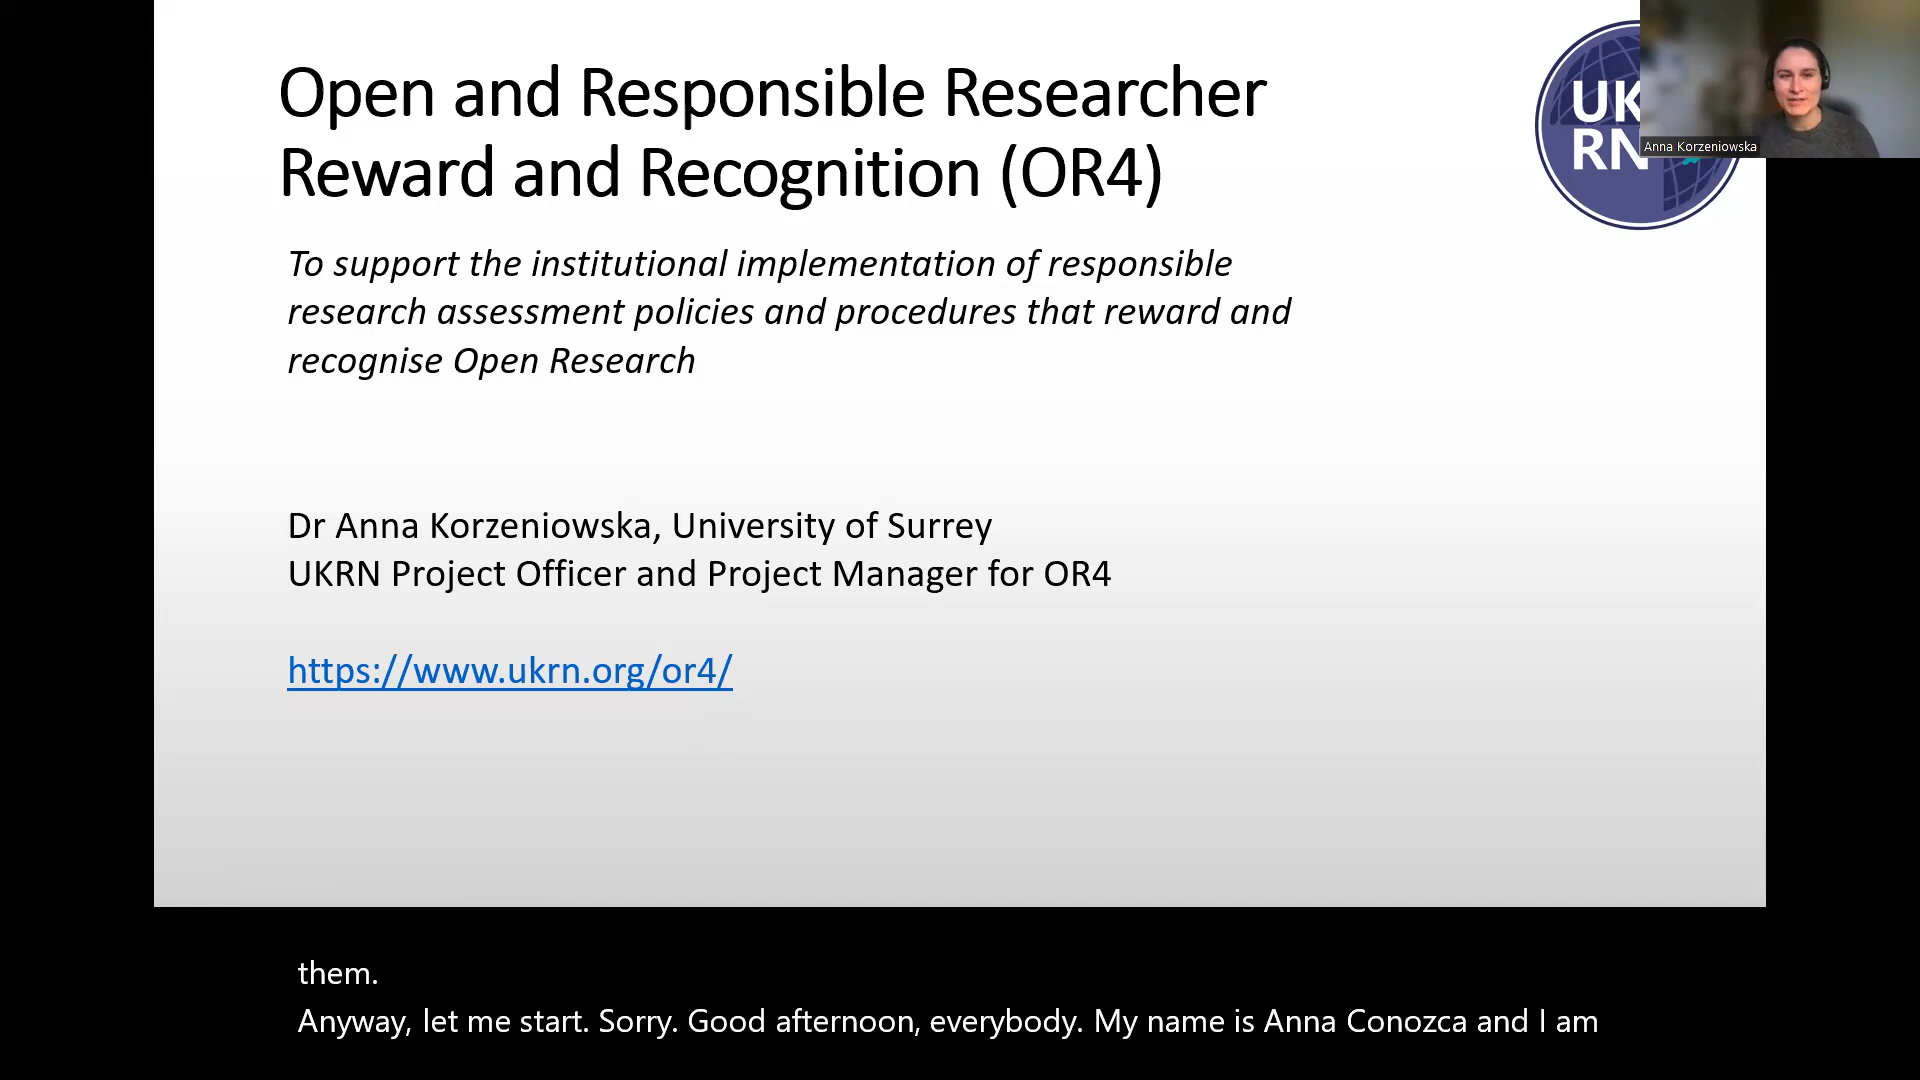 Open and Responsible Researcher
Reward and Recognition (OR4)
UK
RN
Anna Korzeniowska
To support the institutional implementation of responsible
research assessment policies and procedures that reward and
recognise Open Research
Dr Anna Korzeniowska, University of Surrey
UKRN Project Officer and Project Manager for OR4
https://www.ukrn.org/or4/
them.
Anyway, let me start. Sorry. Good afternoon, everybody. My name is Anna Conozca and I am